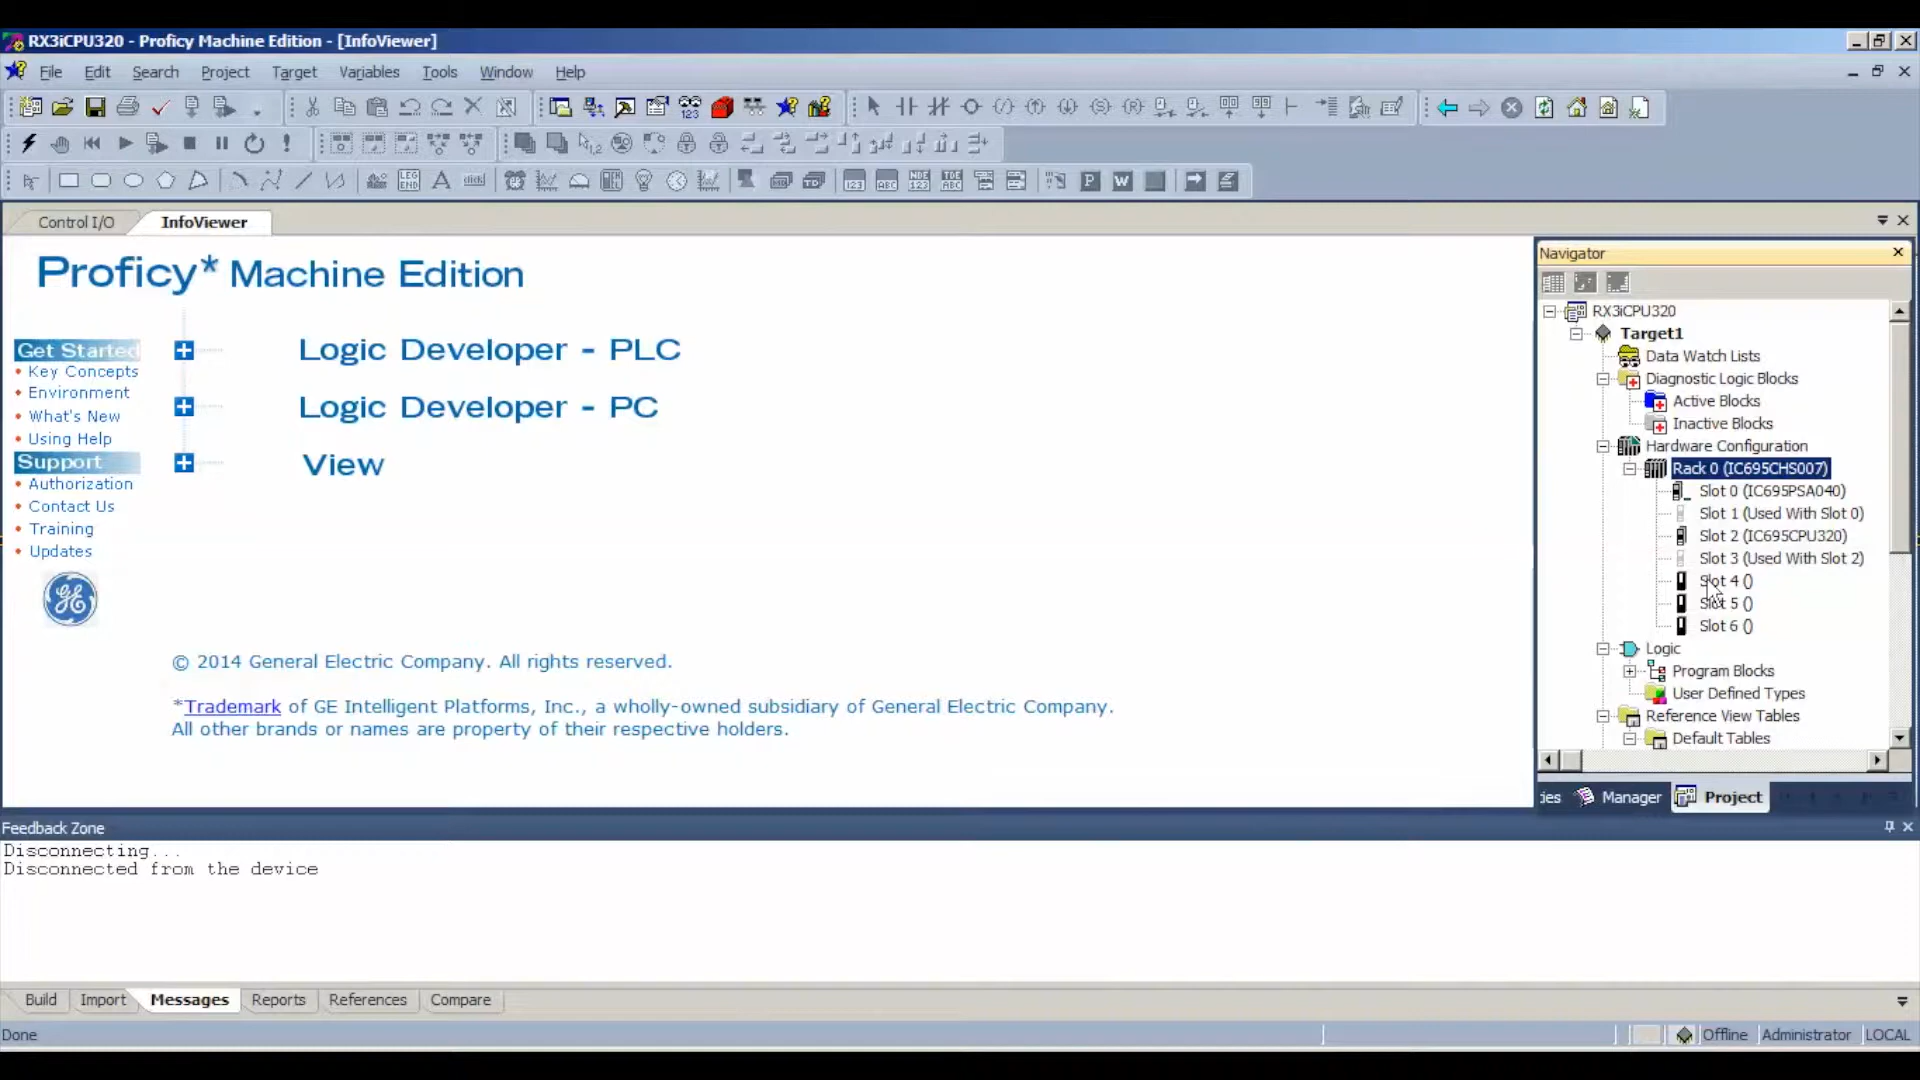 RX3iCPU320 - Proficy Machine Edition - [InfoViewer]
File Edit Search Project Target Variables Tools Window Help
Control I/O InfoViewer
Proficy* Machine Edition
Get Started
• Key Concepts
• Environment
• What's New
• Using Help
Support
• Authorization
• Contact Us
• Training
• Updates
Logic Developer - PLC
Logic Developer - PC
View
© 2014 General Electric Company. All rights reserved.
*Trademark of GE Intelligent Platforms, Inc., a wholly-owned subsidiary of General Electric Company.
All other brands or names are property of their respective holders.
Navigator
RX3iCPU320
Target1
Data Watch Lists
Diagnostic Logic Blocks
Active Blocks
Inactive Blocks
Hardware Configuration
Rack 0 (IC695CHS007)
Slot 0 (IC695PSA040)
Slot 1 (Used With Slot 0)
Slot 2 (IC695CPU320)
Slot 3 (Used With Slot 2)
Slot 4 ()
Slot 5 ()
Slot 6 ()
Logic
Program Blocks
User Defined Types
Reference View Tables
Default Tables
ties Manager Project
Feedback Zone
Disconnecting...
Disconnected from the device
Build Import Messages Reports References Compare
Done Offline Administrator LOCAL